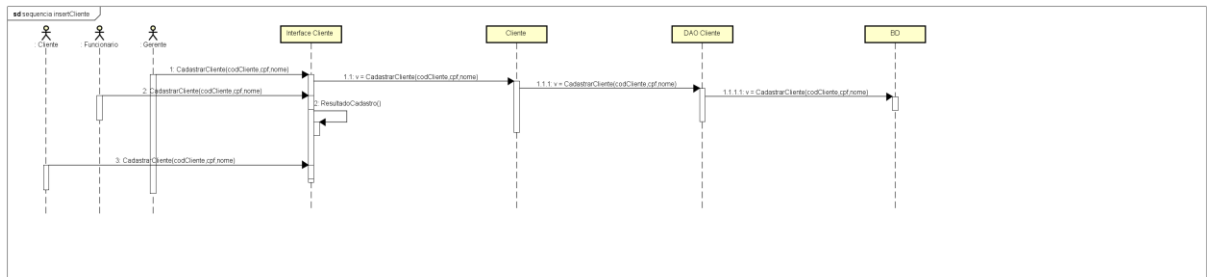 sd sequencia insertCliente
Cliente
Funcionario
Gerente
Interface Cliente
Cliente
DAO Cliente
BD
1: CadastrarCliente(codCliente,cpf,nome)
1.1: v = CadastrarCliente(codCliente,cpf,nome)
1.1.1: v = CadastrarCliente(codCliente,cpf,nome)
1.1.1.1: v = CadastrarCliente(codCliente,cpf,nome)
2: CadastrarCliente(codCliente,cpf,nome)
2: ResultadoCadastro()
3: CadastrarCliente(codCliente,cpf,nome)